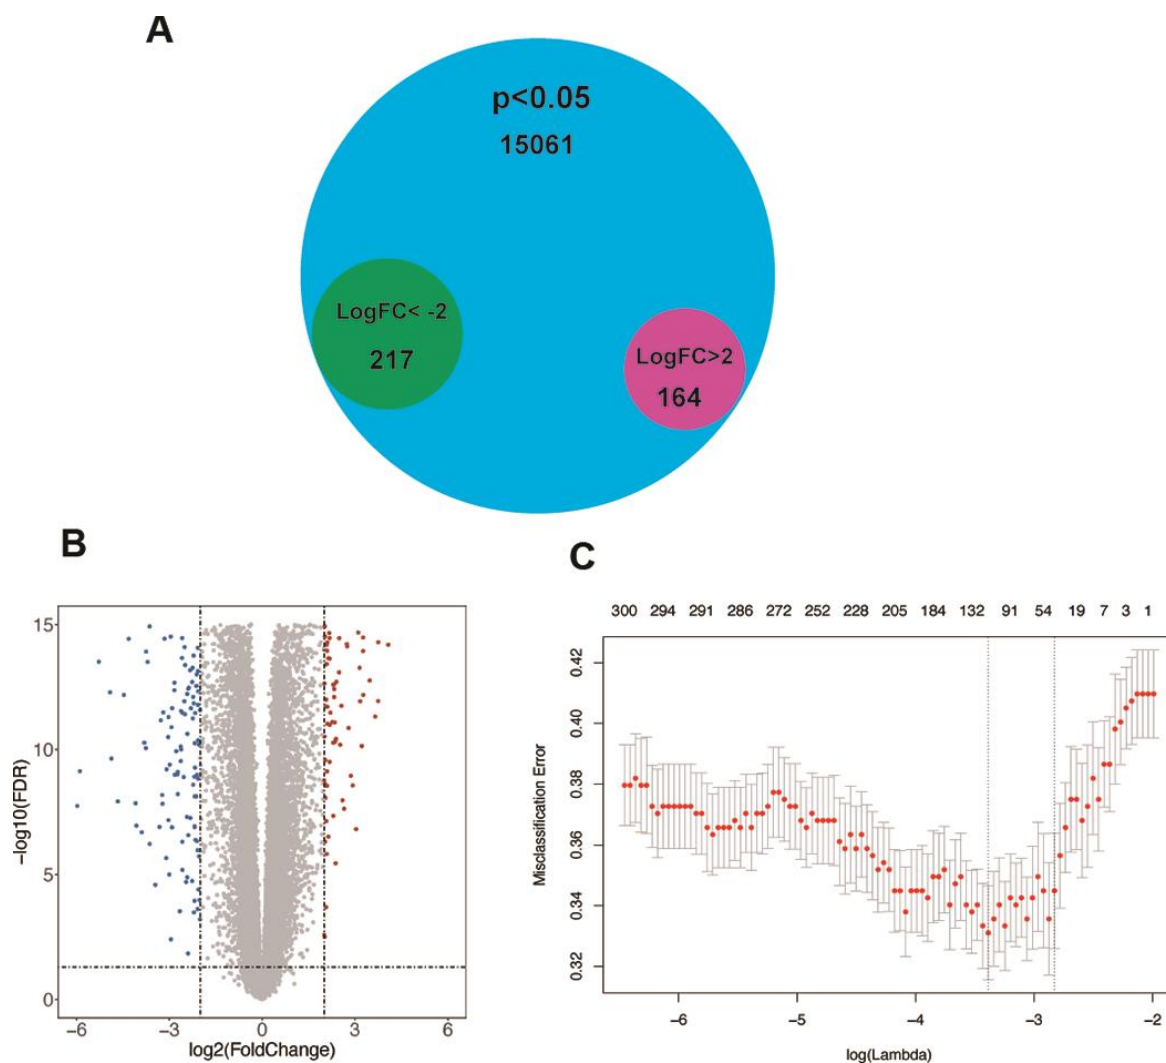 A
p<0.05
15061
LogFC< -2
217
LogFC>2
164
B
15
10
5
0
−6 −3 0 3 6
−log10(FDR)
log2(FoldChange)
C
300 294 291 286 272 252 228 205 184 132 91 54 19 7 3 1
0.42
0.40
0.38
0.36
0.34
0.32
Misclassification Error
−6 −5 −4 −3 −2
log(Lambda)